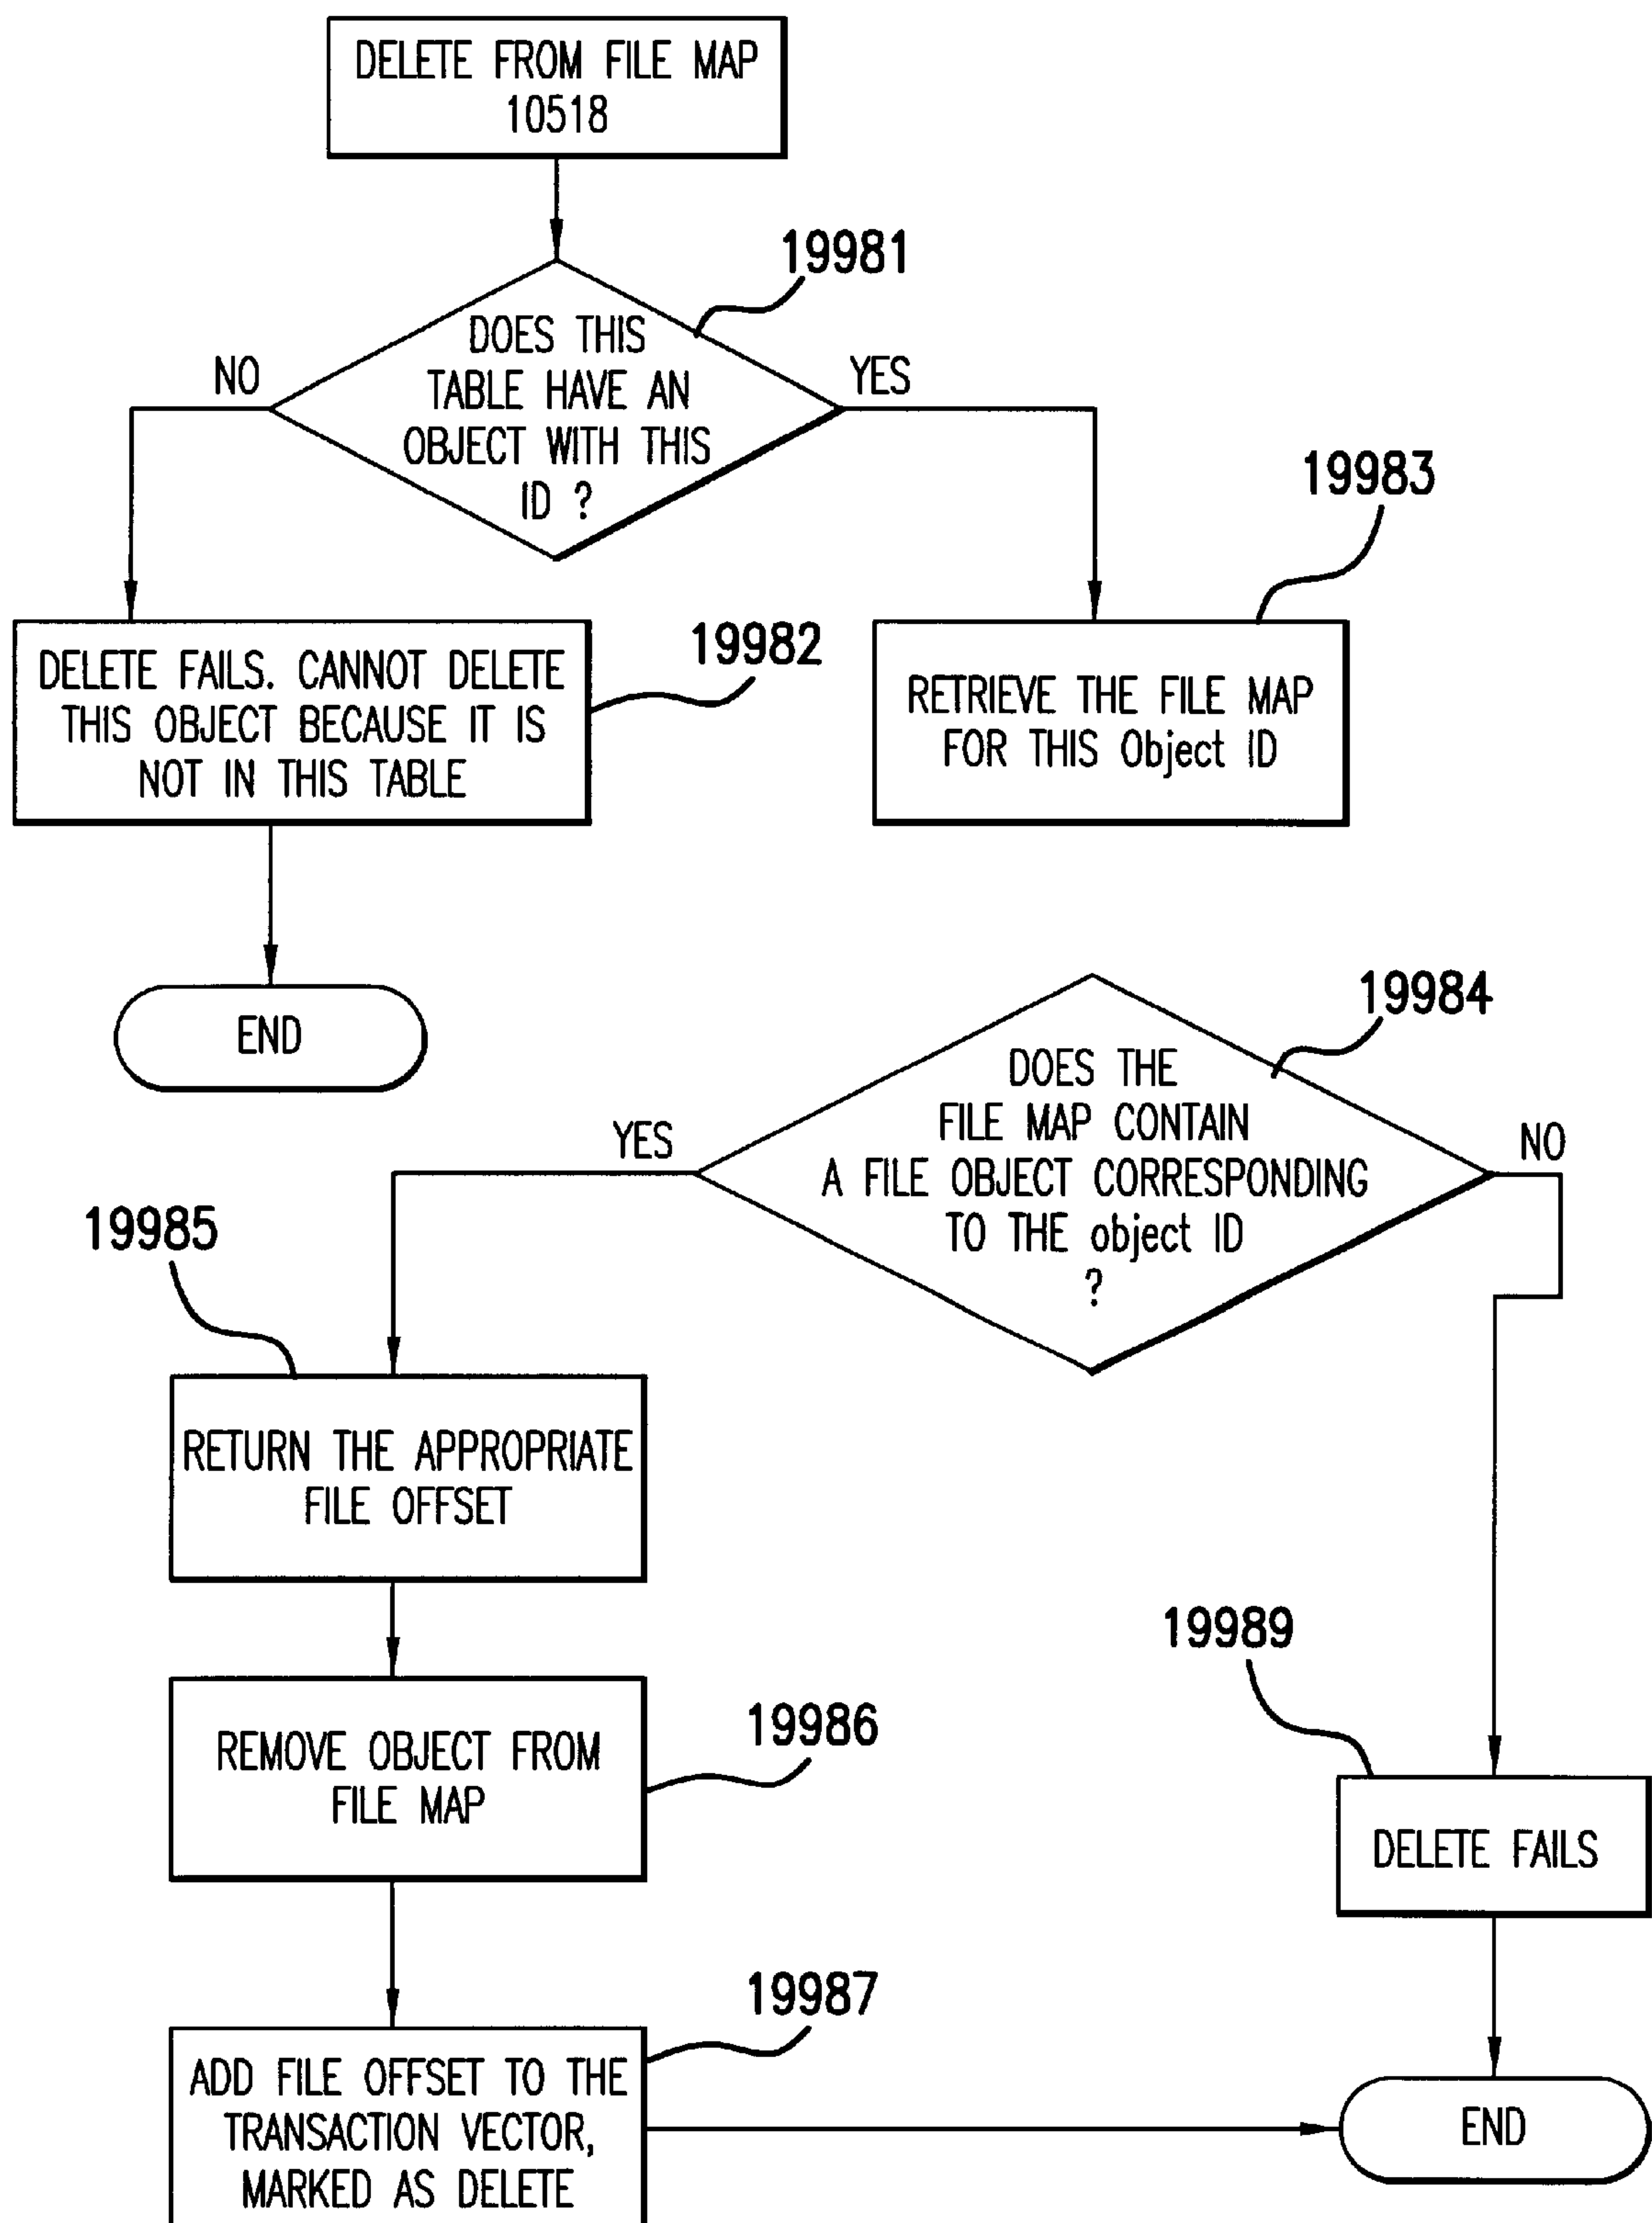 DELETE FROM FILE MAP
10518
19981
DOES THIS
TABLE HAVE AN
OBJECT WITH THIS
ID ?
NO
YES
19983
19982
DELETE FAILS. CANNOT DELETE
THIS OBJECT BECAUSE IT IS
NOT IN THIS TABLE
RETRIEVE THE FILE MAP
FOR THIS Object ID
END
19984
DOES THE
FILE MAP CONTAIN
A FILE OBJECT CORRESPONDING
TO THE object ID
?
YES
NO
19985
RETURN THE APPROPRIATE
FILE OFFSET
19986
REMOVE OBJECT FROM
FILE MAP
19989
DELETE FAILS
19987
ADD FILE OFFSET TO THE
TRANSACTION VECTOR,
MARKED AS DELETE
END